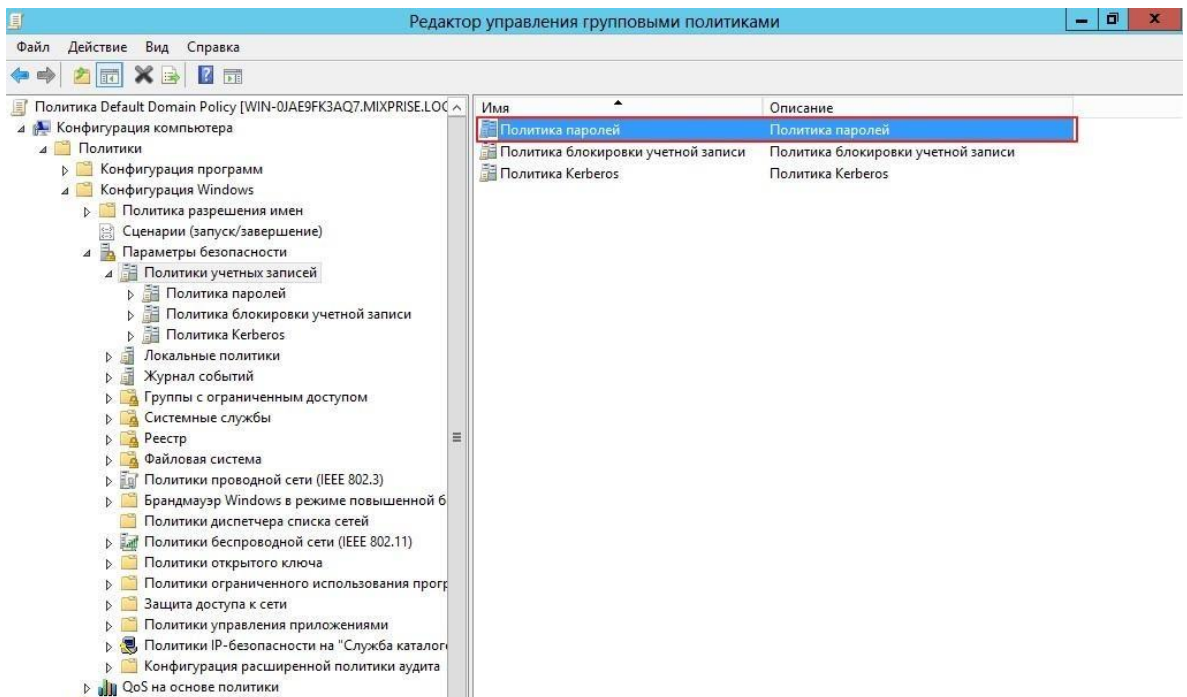 Редактор управления групповыми политиками
Файл Действие Вид Справка
Политика Default Domain Policy [WIN-0JAE9FK3AQ7.MIXPRISE.LOC
Конфигурация компьютера
Политики
Конфигурация программ
Конфигурация Windows
Политика разрешения имен
Сценарии (запуск/завершение)
Параметры безопасности
Политики учетных записей
Политика паролей
Политика блокировки учетной записи
Политика Kerberos
Локальные политики
Журнал событий
Группы с ограниченным доступом
Системные службы
Реестр
Файловая система
Политики проводной сети (IEEE 802.3)
Брандмауэр Windows в режиме повышенной б
Политики диспетчера списка сетей
Политики беспроводной сети (IEEE 802.11)
Политики открытого ключа
Политики ограниченного использования прогр
Защита доступа к сети
Политики управления приложениями
Политики IP-безопасности на "Служба каталого
Конфигурация расширенной политики аудита
QoS на основе политики
Имя Описание
Политика паролей Политика паролей
Политика блокировки учетной записи Политика блокировки учетной записи
Политика Kerberos Политика Kerberos